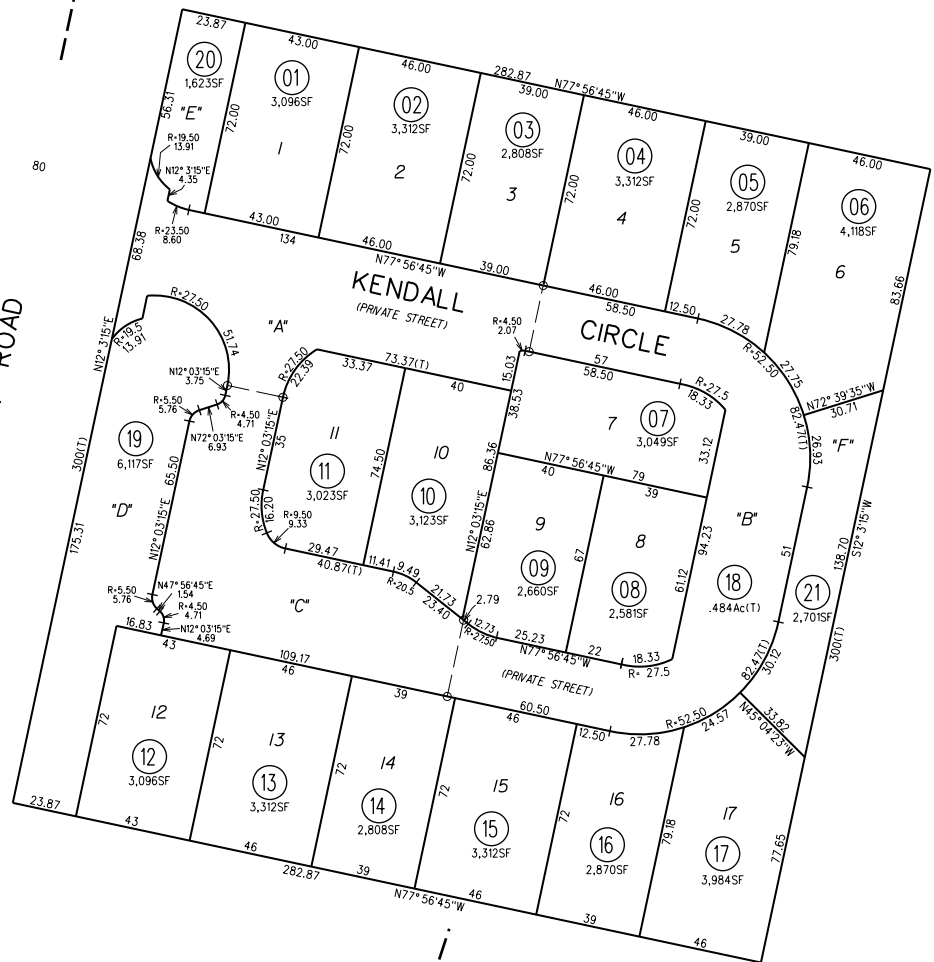 23.87
43.00
46.00
282.87
39.00
N77°56'45"W
46.00
39.00
46.00
20
1,623SF
"E"
56.31
72.00
01
3,096SF
1
72.00
02
3,312SF
2
72.00
03
2,808SF
3
72.00
04
3,312SF
4
72.00
05
2,870SF
5
79.18
06
4,118SF
6
83.66
80
R=19.50
13.91
N12° 3'15"E
4.35
R=23.50
8.60
43.00
134
46.00
N77°56'45"W
39.00
46.00
58.50
12.50
27.78
R=52.50
27.75
68.38
KENDALL
(PRIVATE STREET)
CIRCLE
ROAD
R=27.50
51.74
"A"
R=19.5
13.91
N12° 3'15"E
R=27.50
22.39
33.37
73.37(T)
40
R=4.50
2.07
15.03
38.53
57
58.50
R=27.5
18.33
N72° 39'35"W
30.71
82.47(T)
26.93
"F"
N12°03'15"E
3.75
R=5.50
5.76
R=4.50
4.71
N72°03'15"E
6.93
N12°03'15"E
35
11
11
3,023SF
74.50
10
10
3,123SF
86.36
7
07
3,049SF
33.12
N77°56'45"W
40
79
39
19
6,117SF
300(T)
65.50
"D"
N12°03'15"E
175.31
R=27.50
16.20
R=9.50
9.33
29.47
40.87(T)
11.41
9.49
R=20.5
21.73
23.40
N12°03'15"E
62.86
9
09
2,660SF
67
8
08
2,581SF
94.23
61.12
"B"
18
.484Ac(T)
51
138.70
S12° 3'15"W
21
2,701SF
300(T)
N47°56'45"E
1.54
R=5.50
5.76
R=4.50
4.71
N12°03'15"E
4.69
"C"
2.79
12.73
R=27.50
25.23
N77°56'45"W
22
18.33
R= 27.5
(PRIVATE STREET)
82.47(T)
30.12
16.83
43
109.17
46
39
60.50
46
12.50
27.78
R=52.50
24.57
33.82
N45°04'23"W
72
12
12
3,096SF
72
13
13
3,312SF
72
14
14
2,808SF
72
15
15
3,312SF
72
16
16
2,870SF
79.18
17
17
3,984SF
77.65
23.87
43
46
282.87
39
N77°56'45"W
46
39
46